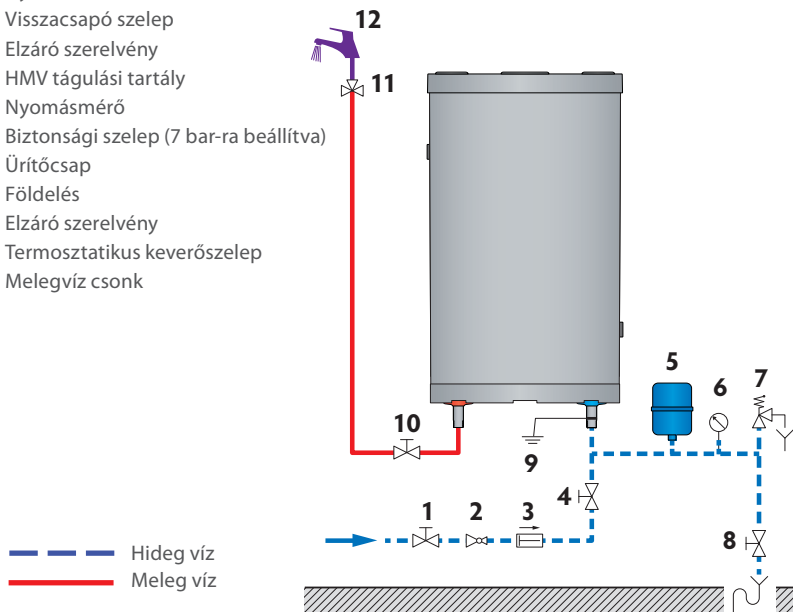 Visszacsapó szelep
Elzáró szerelvény
HMV tágulási tartály
Nyomásmérő
Biztonsági szelep (7 bar-ra beállítva)
Ürítőcsap
Földelés
Elzáró szerelvény
Termosztatikus keverőszelep
Melegvíz csonk
12
11
5
6
7
10
9
4
1
2
3
8
Hideg víz
Meleg víz